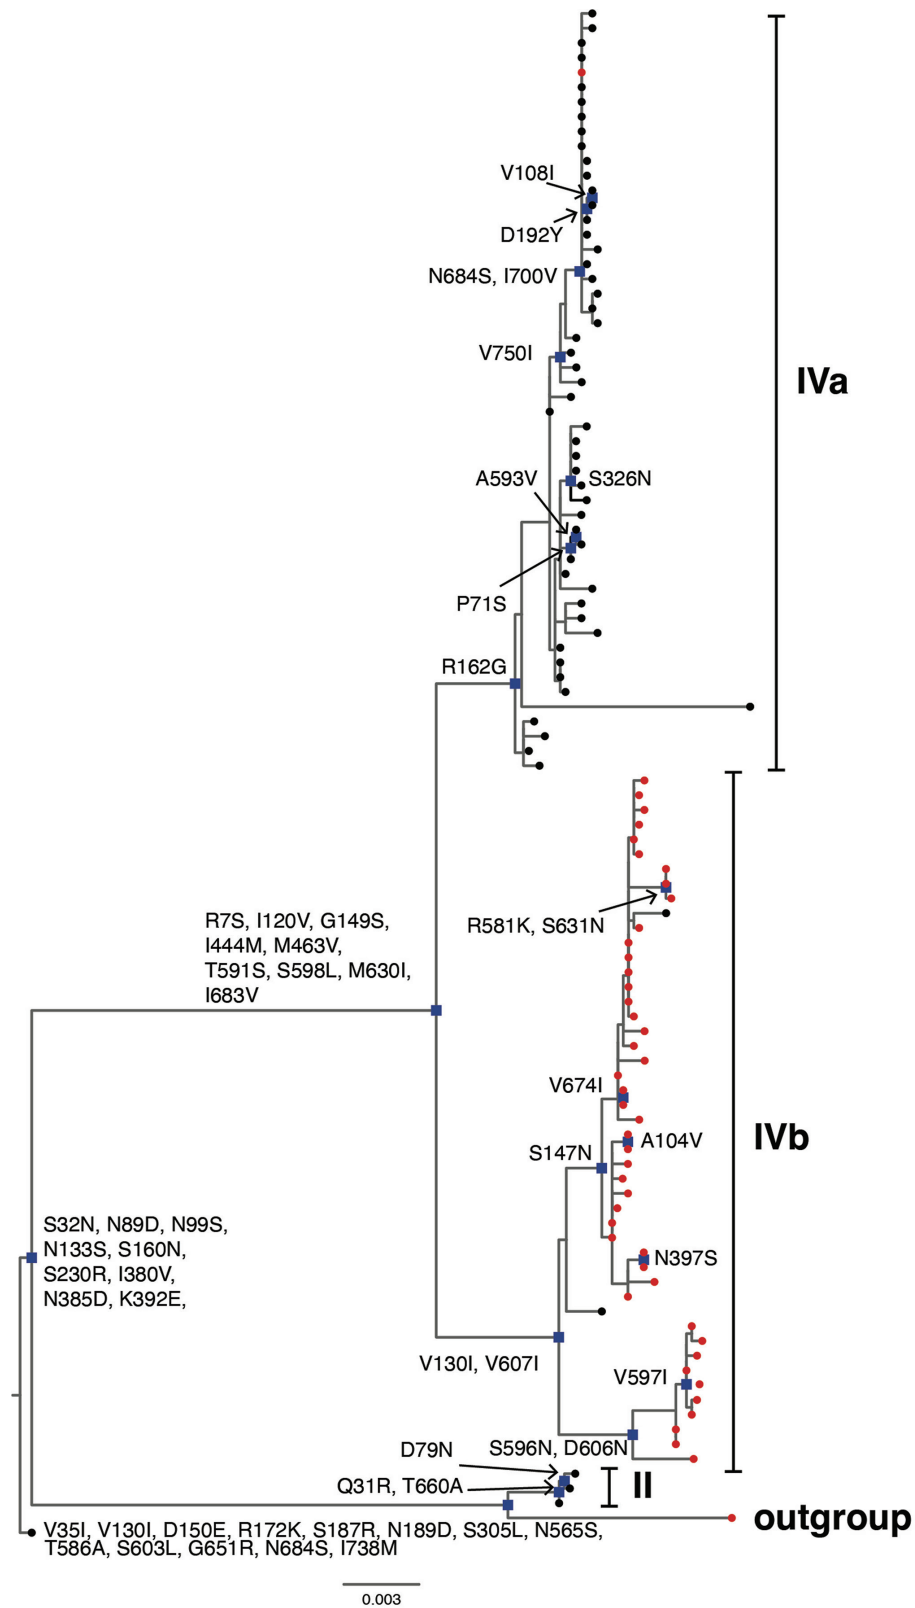 V108I
D192Y
N684S, I700V
V750I
IVa
A593V
S326N
P71S
R162G
R7S, I120V, G149S,
I444M, M463V,
T591S, S598L, M630I,
I683V
R581K, S631N
V674I
A104V
IVb
S147N
S32N, N89D, N99S,
N133S, S160N,
S230R, I380V,
N385D, K392E,
N397S
V130I, V607I
V597I
D79N
S596N, D606N
Q31R, T660A
II
outgroup
V35I, V130I, D150E, R172K, S187R, N189D, S305L, N565S,
T586A, S603L, G651R, N684S, I738M
0.003